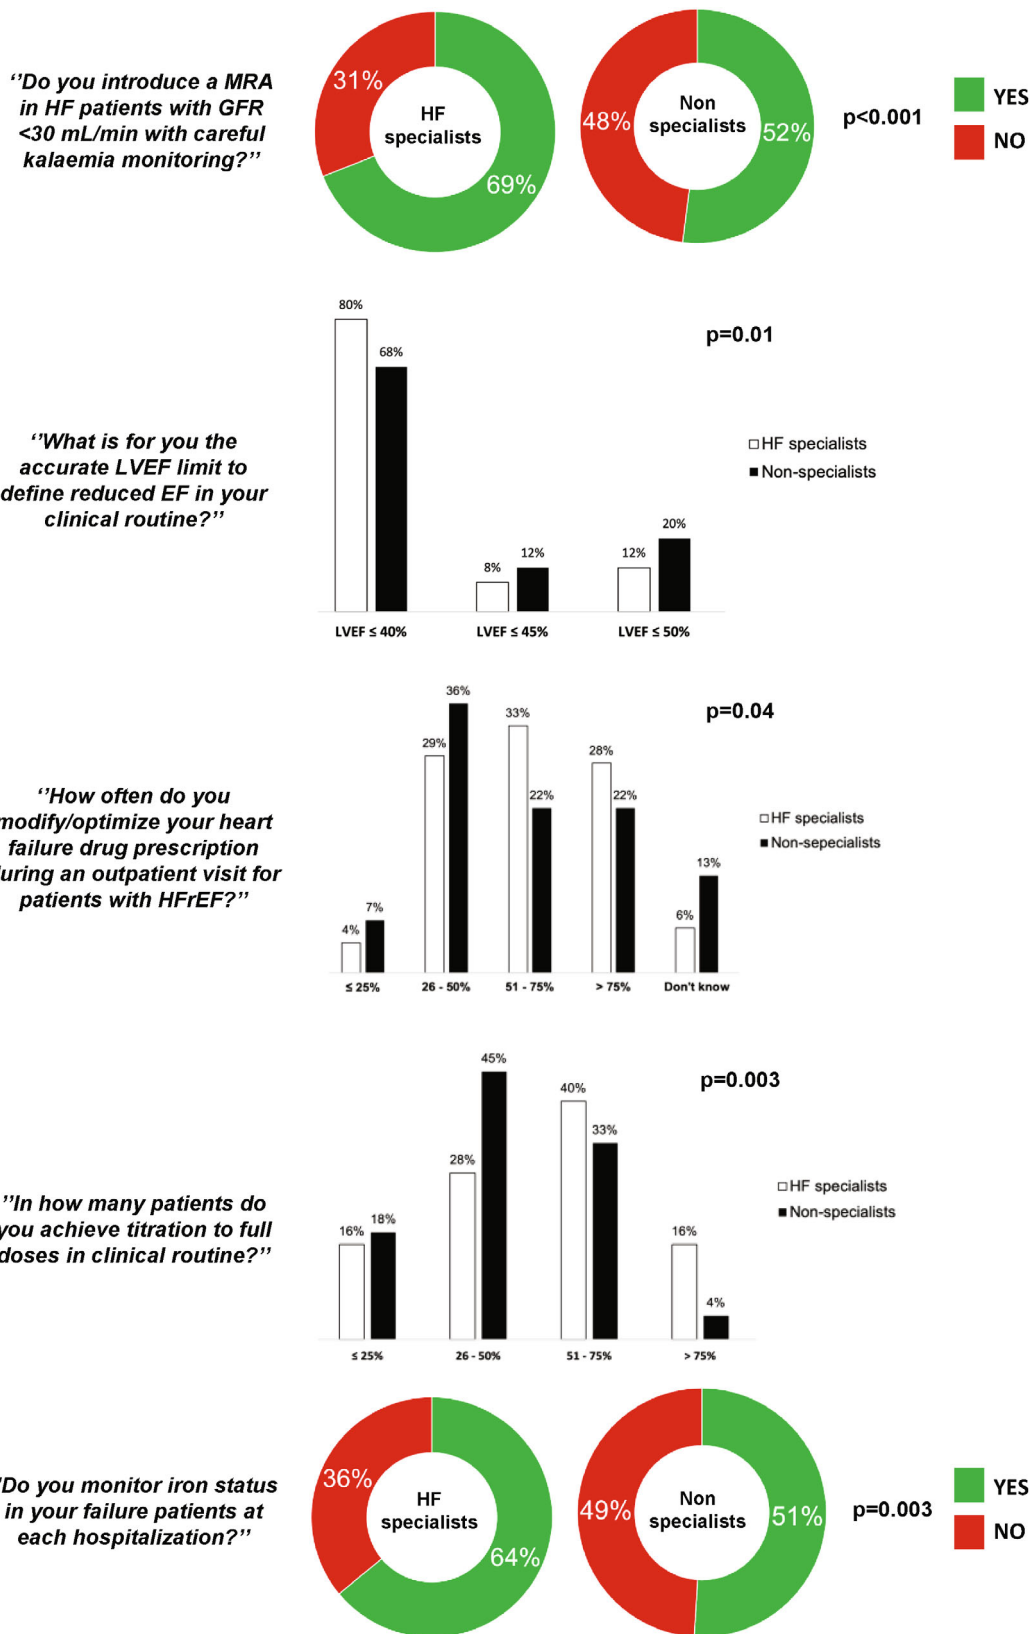 ‘’Do you introduce a MRA
in HF patients with GFR
<30 mL/min with careful
kalaemia monitoring?’’
31%
HF
specialists
69%
48%
Non
specialists
52%
p<0.001
YES
NO
‘’What is for you the
accurate LVEF limit to
define reduced EF in your
clinical routine?’’
80%
68%
8%
12%
12%
20%
LVEF ≤ 40%
LVEF ≤ 45%
LVEF ≤ 50%
p=0.01
HF specialists
Non-specialists
‘’How often do you
modify/optimize your heart
failure drug prescription
during an outpatient visit for
patients with HFrEF?’’
4%
7%
29%
36%
33%
22%
28%
22%
6%
13%
≤ 25%
26 - 50%
51 - 75%
> 75%
Don't know
p=0.04
HF specialists
Non-sepecialists
’’In how many patients do
you achieve titration to full
doses in clinical routine?’’
16%
18%
28%
45%
40%
33%
16%
4%
≤ 25%
26 - 50%
51 - 75%
> 75%
p=0.003
HF specialists
Non-specialists
’Do you monitor iron status
in your failure patients at
each hospitalization?’’
36%
HF
specialists
64%
49%
Non
specialists
51%
p=0.003
YES
NO